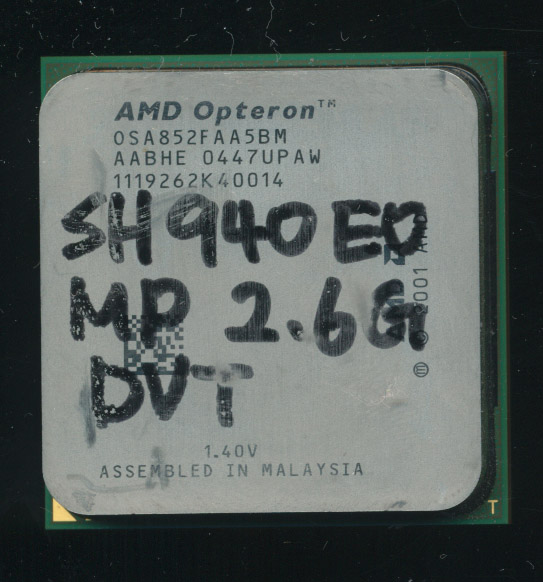 AMD Opteron™
OSA852FAA5BM
AABHE 0447UPAW
1119262K40014
SH940 E0
MP 2.6G
DVT
1.40V
ASSEMBLED IN MALAYSIA
2001 AMD
T